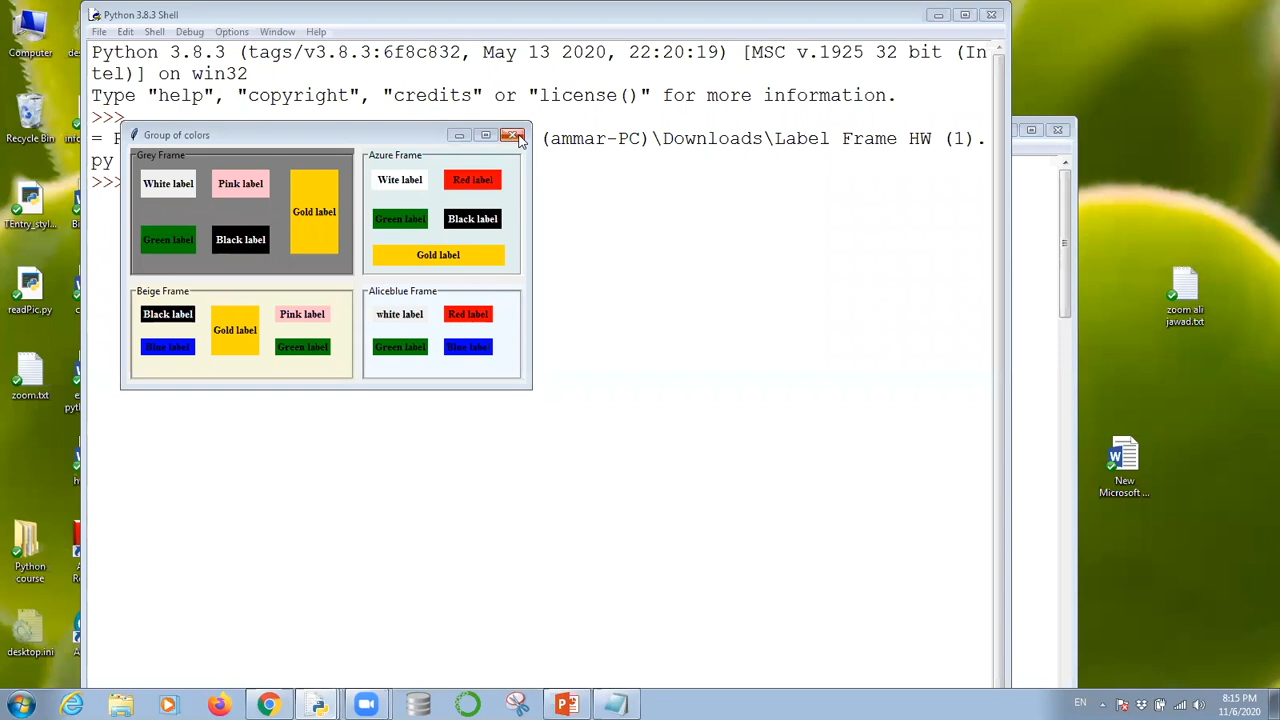 Computer
Recycle Bin
TEntry_styl...
readPic.py
zoom.txt
Python
course
desktop.ini
Python 3.8.3 Shell
File Edit Shell Debug Options Window Help
Python 3.8.3 (tags/v3.8.3:6f8c832, May 13 2020, 22:20:19) [MSC v.1925 32 bit (In
tel)] on win32
Type "help", "copyright", "credits" or "license()" for more information.
>>>
(ammar-PC)\Downloads\Label Frame HW (1).
py
>>>
Group of colors
Grey Frame
White label Pink label
Gold label
Green label Black label
Azure Frame
Wite label Red label
Green label Black label
Gold label
Beige Frame
Black label Gold label Pink label
Blue label Green label
Aliceblue Frame
white label Red label
Green label Blue label
zoom ali
jawad.txt
New
Microsoft ...
EN
8:15 PM
11/6/2020